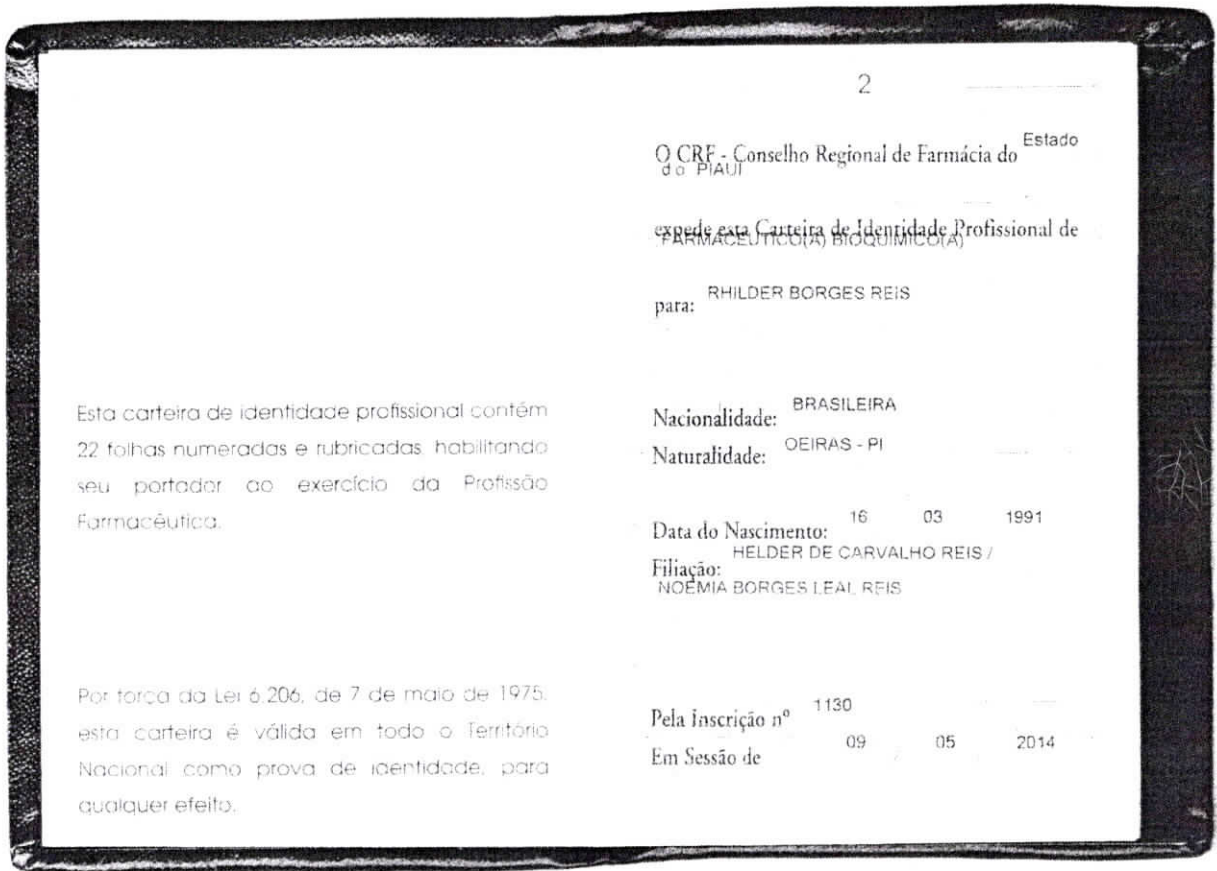 Esta carteira de identidade profissional contém
22 folhas numeradas e rubricadas, habilitando
seu portador ao exercício da Profissão
Farmacêutica.
Por força da Lei 6.206, de 7 de maio de 1975,
esta carteira é válida em todo o Território
Nacional como prova de identidade, para
qualquer efeito.
2
O CRF - Conselho Regional de Farmácia do Estado
do PIAUI
expede esta Carteira de Identidade Profissional de
FARMACEUTICO(A) BIOQUIMICO(A)
para: RHILDER BORGES REIS
Nacionalidade: BRASILEIRA
Naturalidade: OEIRAS - PI
Data do Nascimento: 16 03 1991
Filiação: HELDER DE CARVALHO REIS /
NOEMIA BORGES LEAL REIS
Pela Inscrição nº 1130
Em Sessão de 09 05 2014